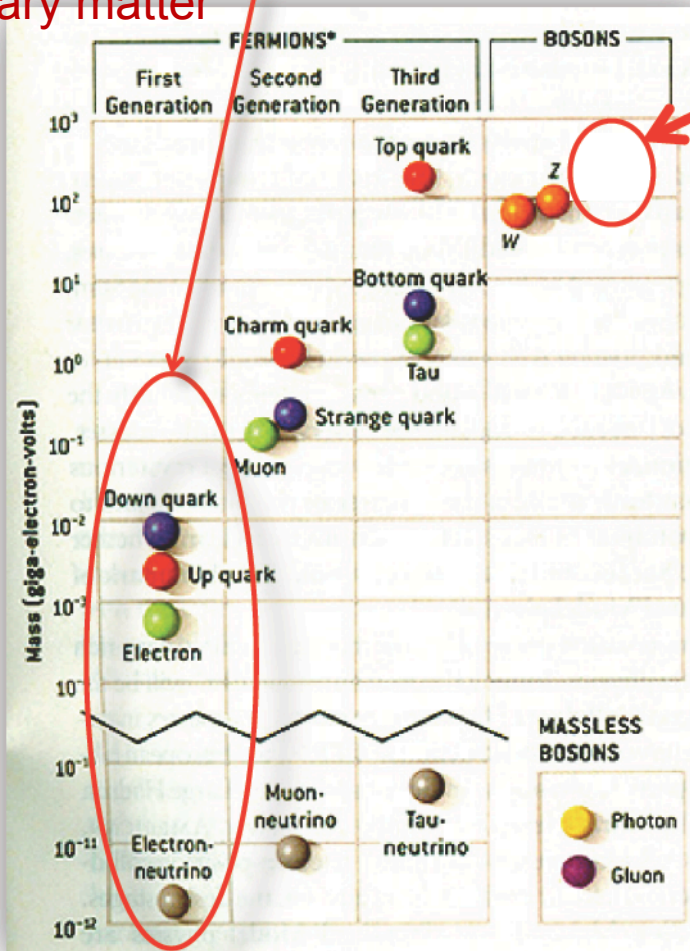 ary matter
FERMIONS*
BOSONS
First
Generation
Second
Generation
Third
Generation
10³
10²
10¹
10⁰
10⁻¹
10⁻²
10⁻³
10⁻¹¹
10⁻¹²
Mass (giga-electron-volts)
Top quark
Z
W
Bottom quark
Charm quark
Tau
Strange quark
Muon
Down quark
Up quark
Electron
MASSLESS
BOSONS
Muon-
neutrino
Tau-
neutrino
Electron-
neutrino
Photon
Gluon